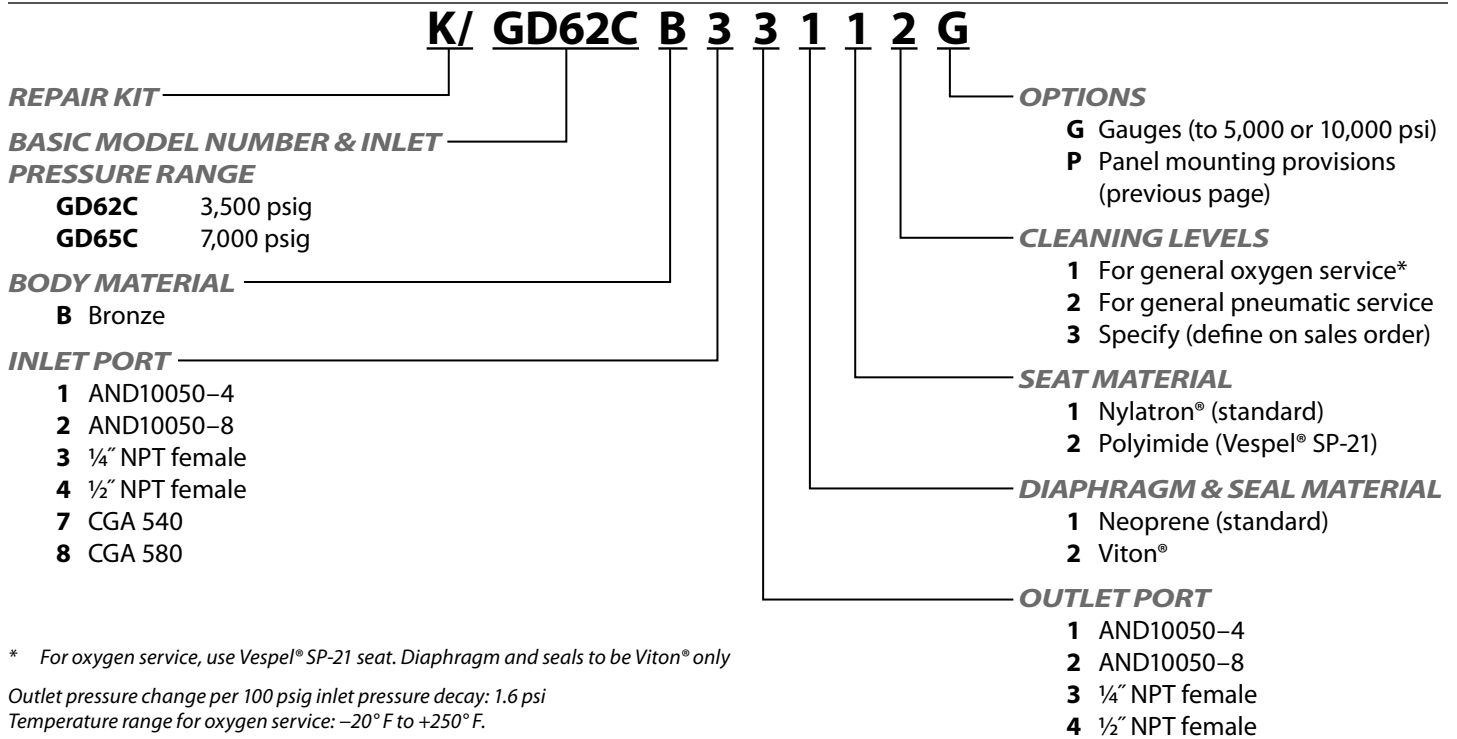 K/ GD62C B 3 3 1 1 2 G
REPAIR KIT
BASIC MODEL NUMBER & INLET
PRESSURE RANGE
GD62C 3,500 psig
GD65C 7,000 psig
BODY MATERIAL
B Bronze
INLET PORT
1 AND10050–4
2 AND10050–8
3 ¼˝ NPT female
4 ½˝ NPT female
7 CGA 540
8 CGA 580
* For oxygen service, use Vespel® SP-21 seat. Diaphragm and seals to be Viton® only
Outlet pressure change per 100 psig inlet pressure decay: 1.6 psi
Temperature range for oxygen service: –20° F to +250° F.
OPTIONS
G Gauges (to 5,000 or 10,000 psi)
P Panel mounting provisions
(previous page)
CLEANING LEVELS
1 For general oxygen service*
2 For general pneumatic service
3 Specify (define on sales order)
SEAT MATERIAL
1 Nylatron® (standard)
2 Polyimide (Vespel® SP-21)
DIAPHRAGM & SEAL MATERIAL
1 Neoprene (standard)
2 Viton®
OUTLET PORT
1 AND10050–4
2 AND10050–8
3 ¼˝ NPT female
4 ½˝ NPT female